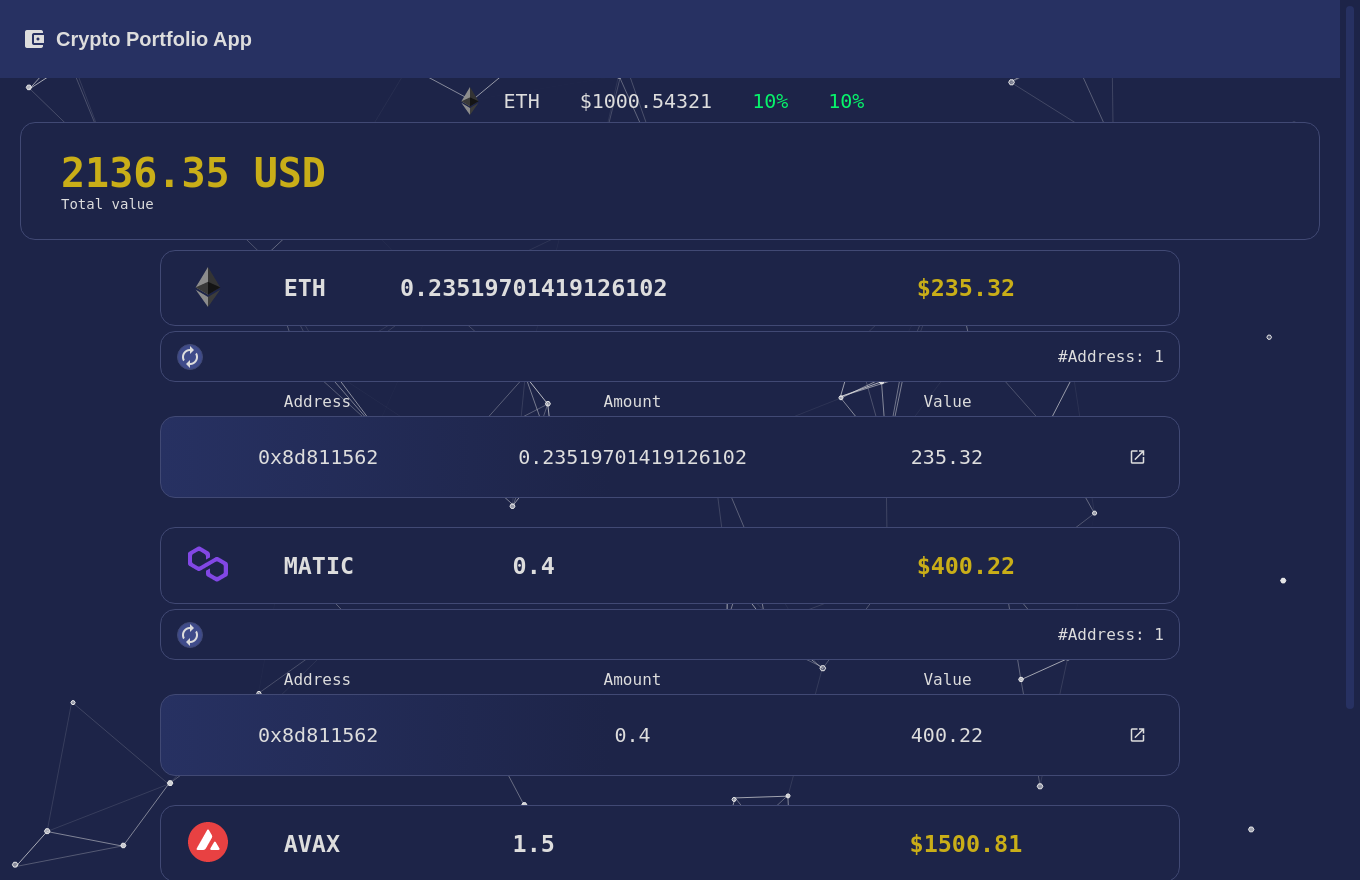 Crypto Portfolio App
ETH $1000.54321 10% 10%
2136.35 USD
Total value
ETH 0.23519701419126102 $235.32
#Address: 1
Address Amount Value
0x8d811562 0.23519701419126102 235.32
MATIC 0.4 $400.22
#Address: 1
Address Amount Value
0x8d811562 0.4 400.22
AVAX 1.5 $1500.81